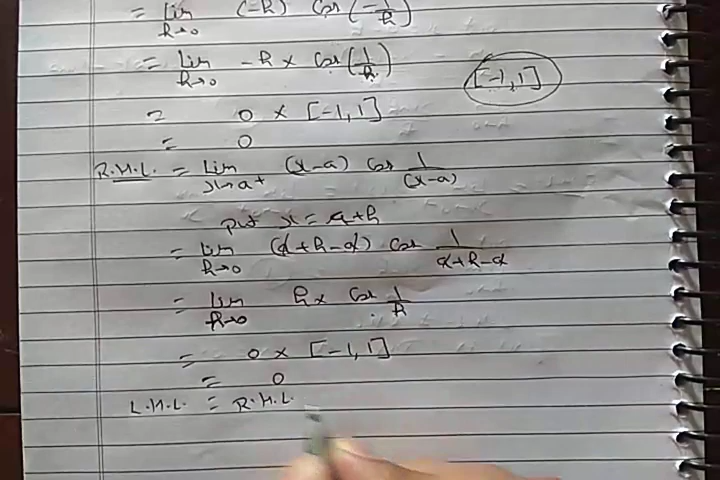 = lim h→0 (-h) cos(-1/h)
= lim h→0 -h × cos(1/h) [-1,1]
= 0 × [-1,1]
= 0
R.H.L. = lim x→a+ (x-a) cos 1/(x-a)
put x = a+h
= lim h→0 (a+h-a) cos 1/a+h-a
= lim h→0 h× cos 1/h
= 0 × [-1,1]
= 0
L.H.L. = R.H.L.